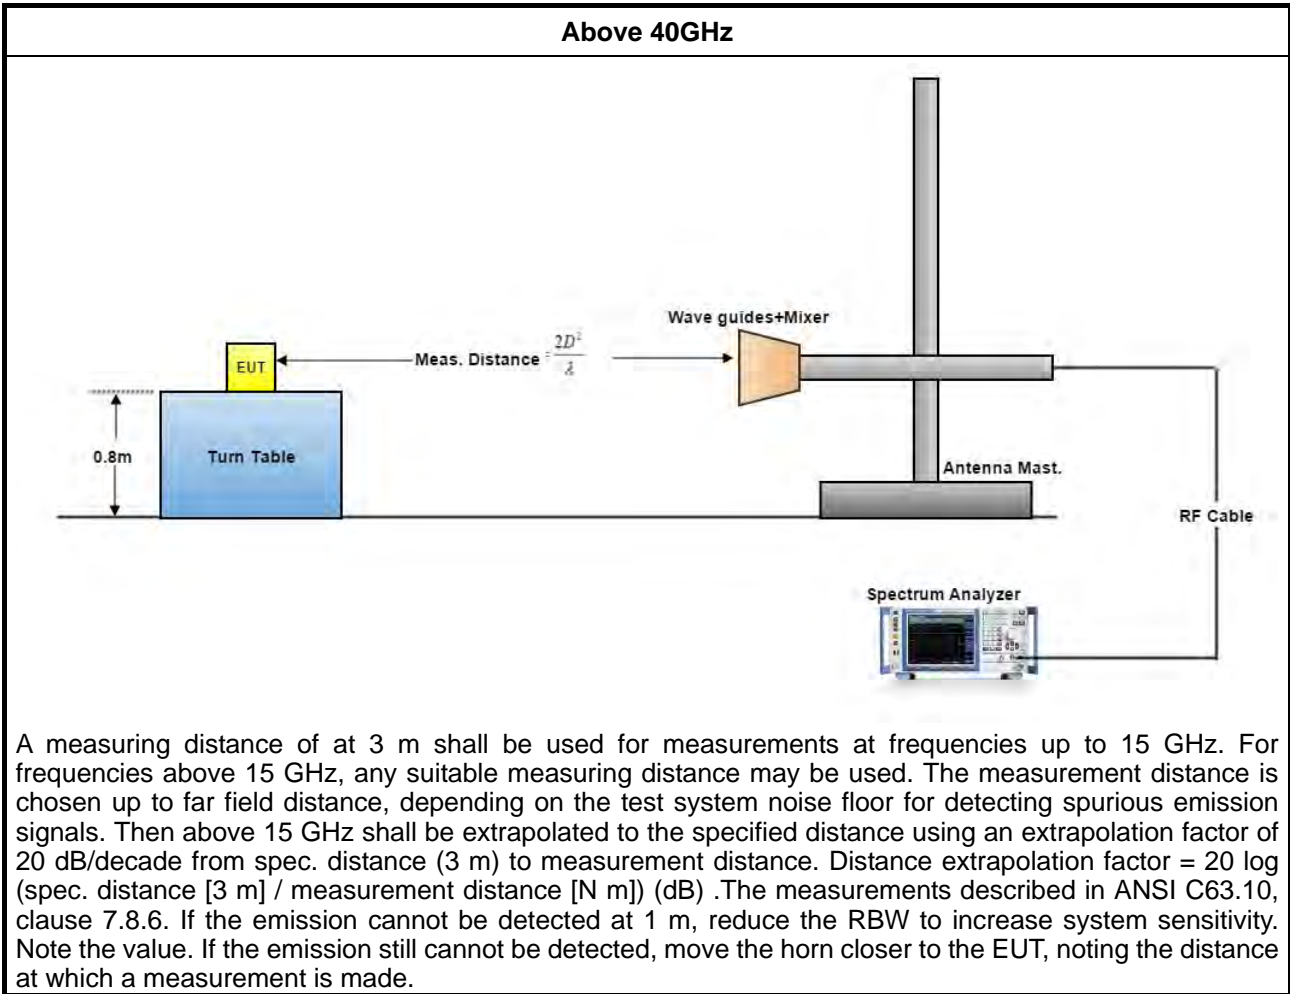 Above 40GHz
Wave guides+Mixer
EUT
Meas. Distance = 2D²/λ
0.8m
Turn Table
Antenna Mast.
RF Cable
Spectrum Analyzer
A measuring distance of at 3 m shall be used for measurements at frequencies up to 15 GHz. For
frequencies above 15 GHz, any suitable measuring distance may be used. The measurement distance is
chosen up to far field distance, depending on the test system noise floor for detecting spurious emission
signals. Then above 15 GHz shall be extrapolated to the specified distance using an extrapolation factor of
20 dB/decade from spec. distance (3 m) to measurement distance. Distance extrapolation factor = 20 log
(spec. distance [3 m] / measurement distance [N m]) (dB) .The measurements described in ANSI C63.10,
clause 7.8.6. If the emission cannot be detected at 1 m, reduce the RBW to increase system sensitivity.
Note the value. If the emission still cannot be detected, move the horn closer to the EUT, noting the distance
at which a measurement is made.